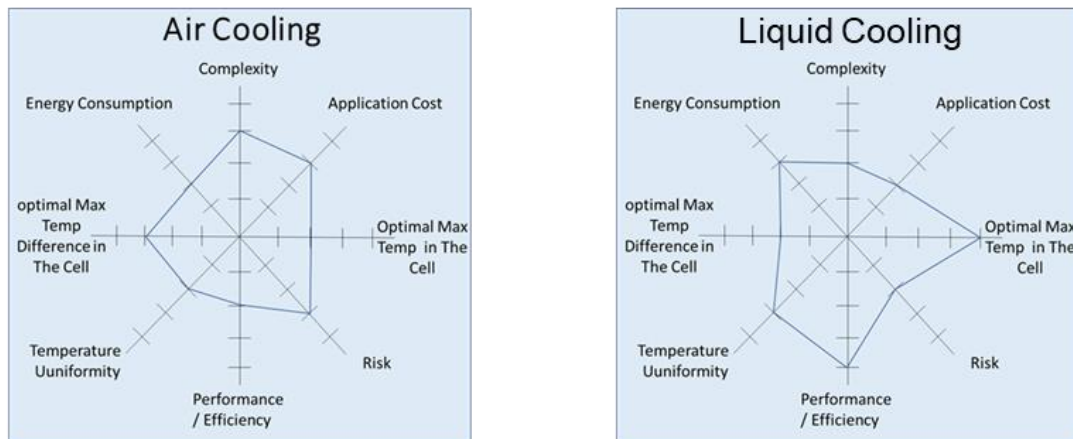 Air Cooling
Complexity
Energy Consumption
Application Cost
optimal Max
Temp
Difference in
The Cell
Optimal Max
Temp in The
Cell
Temperature
Uuniformity
Risk
Performance
/ Efficiency
Liquid Cooling
Complexity
Energy Consumption
Application Cost
optimal Max
Temp
Difference in
The Cell
Optimal Max
Temp in The
Cell
Temperature
Uuniformity
Risk
Performance
/ Efficiency